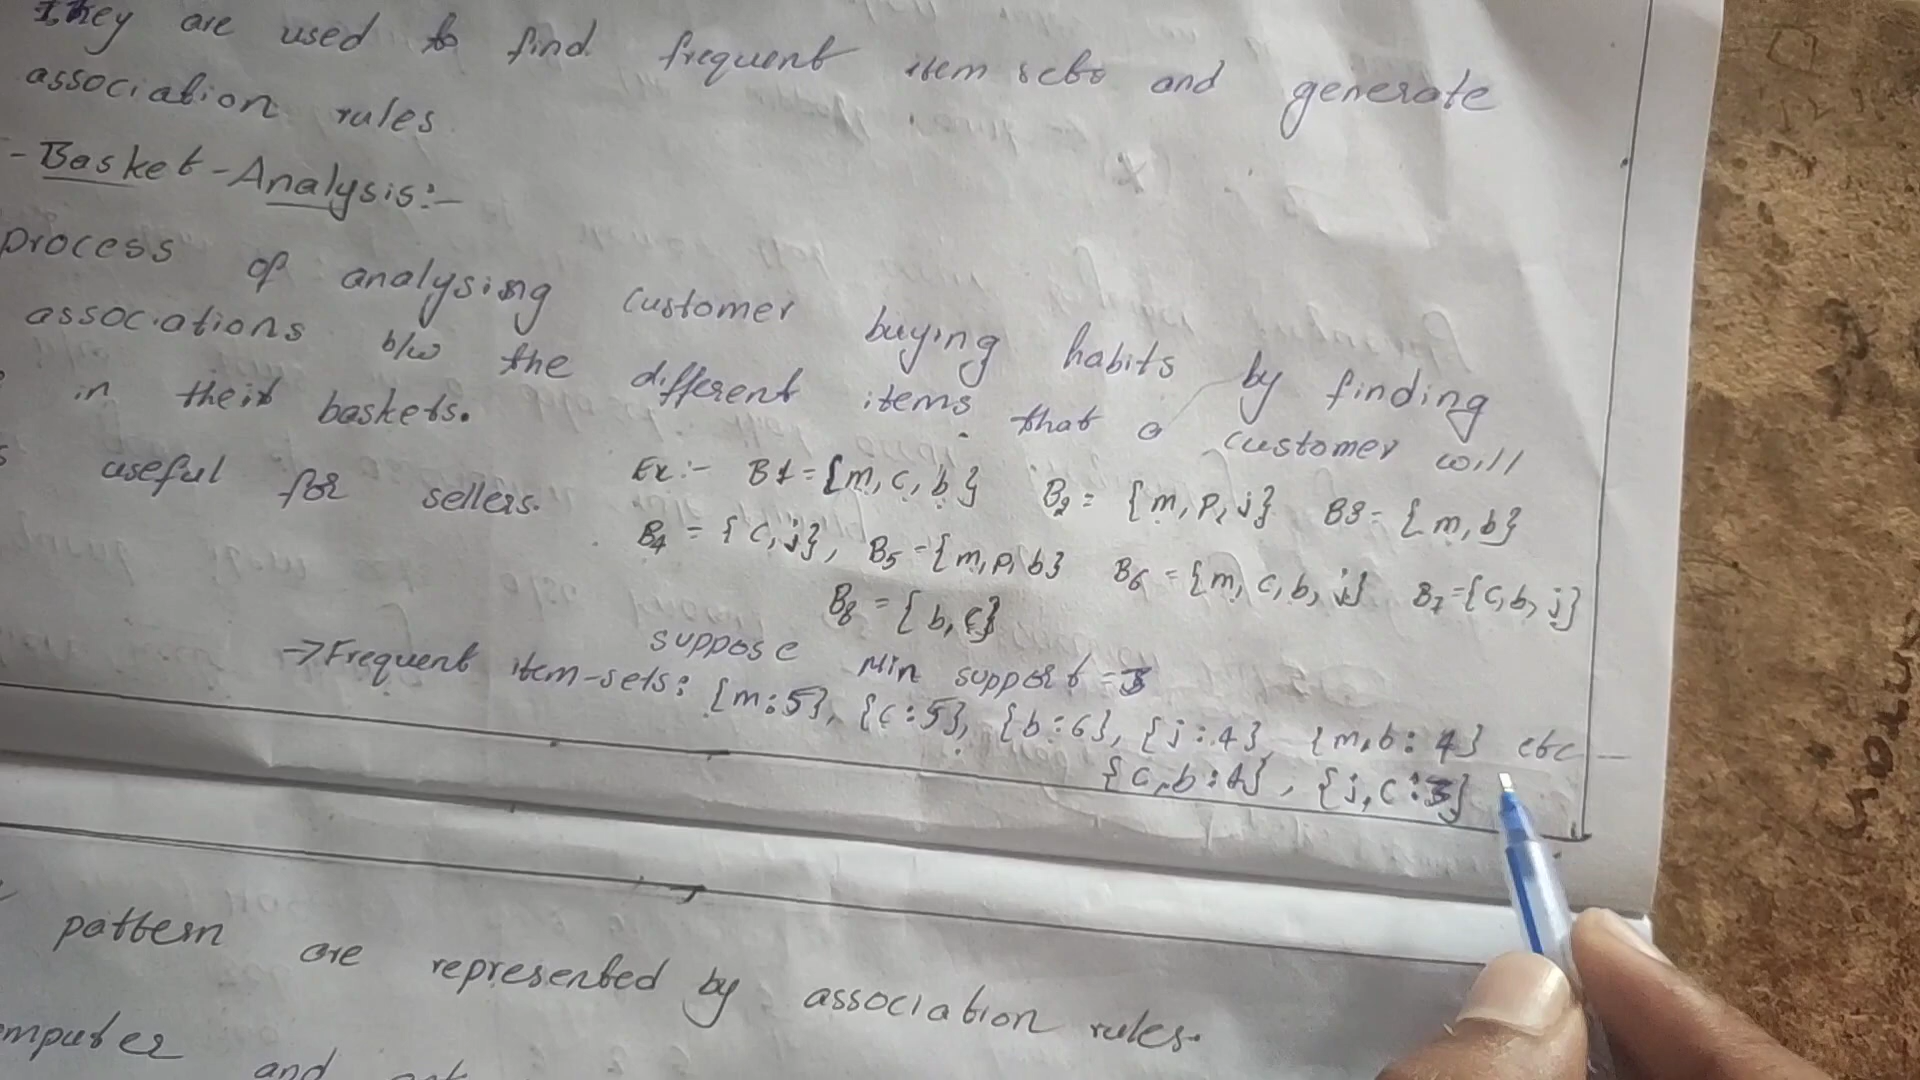 They are used to find frequent item sets and generate
association rules
- Basket - Analysis:-
process of analysing customer buying habits by finding
associations b/w the different items that a customer will
in their baskets.
useful for sellers. Ex:- B1 = {m, c, b} B2 = {m, p, j} B3 = {m, b}
B4 = {c, j}, B5 = {m, p, b} B6 = {m, c, b, j} B7 = {c, b, j}
B8 = {b, c}
suppose Min support = 3
→ Frequent item-sets: {m:5}, {c:5}, {b:6}, {j:4}, {m,b: 4} etc
{c, b:4}, {j, c:3}
pattern are represented by association rules.
and